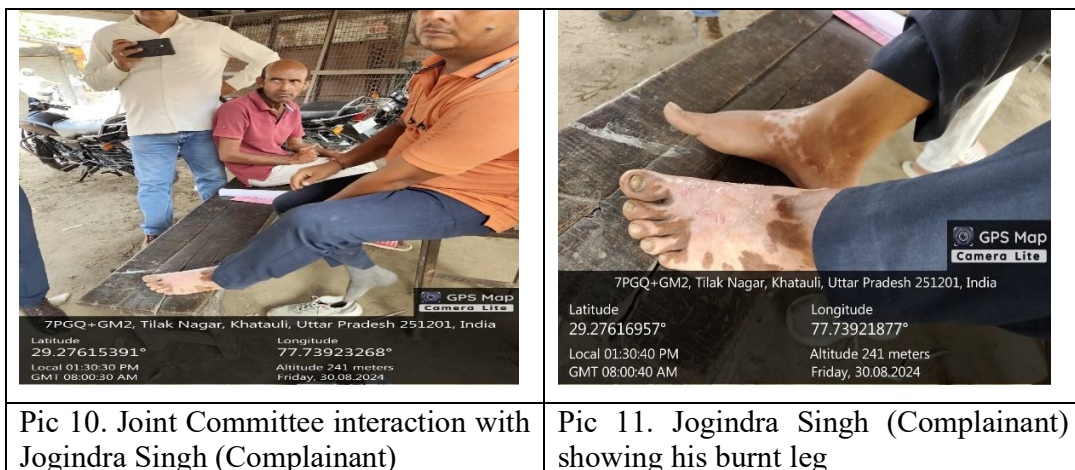 GPS Map
Camera Lite
7PGQ+GM2, Tilak Nagar, Khatauli, Uttar Pradesh 251201, India
Latitude
29.27615391°
Longitude
77.73923268°
Local 01:30:30 PM
GMT 08:00:30 AM
Altitude 241 meters
Friday, 30.08.2024
Pic 10. Joint Committee interaction with
Jogindra Singh (Complainant)
GPS Map
Camera Lite
7PGQ+GM2, Tilak Nagar, Khatauli, Uttar Pradesh 251201, India
Latitude
29.27616957°
Longitude
77.73921877°
Local 01:30:40 PM
GMT 08:00:40 AM
Altitude 241 meters
Friday, 30.08.2024
Pic 11. Jogindra Singh (Complainant)
showing his burnt leg